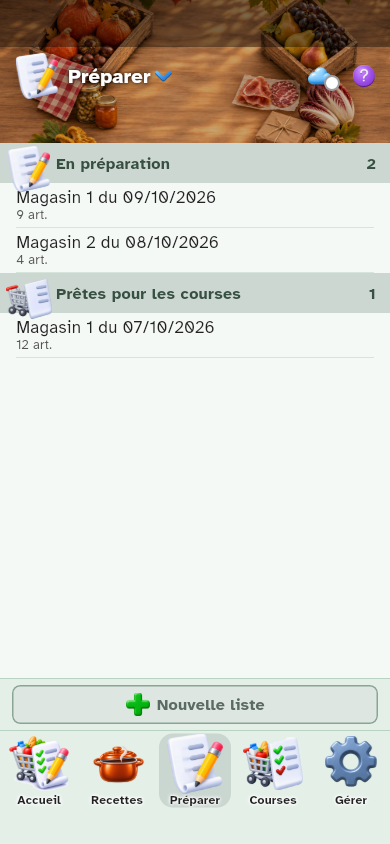 Préparer
?
En préparation 2
Magasin 1 du 09/10/2026
9 art.
Magasin 2 du 08/10/2026
4 art.
Prêtes pour les courses 1
Magasin 1 du 07/10/2026
12 art.
Nouvelle liste
Accueil Recettes Préparer Courses Gérer